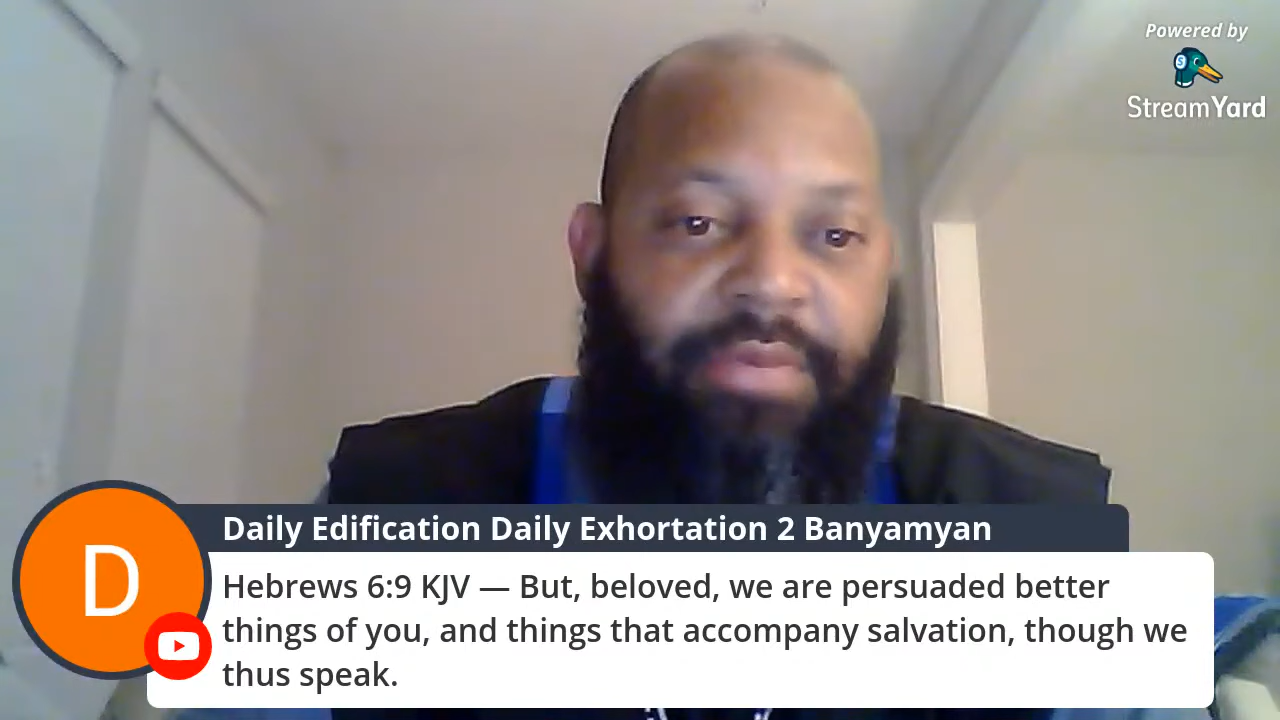 Powered by
StreamYard
Daily Edification Daily Exhortation 2 Banyamyan
D
Hebrews 6:9 KJV — But, beloved, we are persuaded better
things of you, and things that accompany salvation, though we
thus speak.